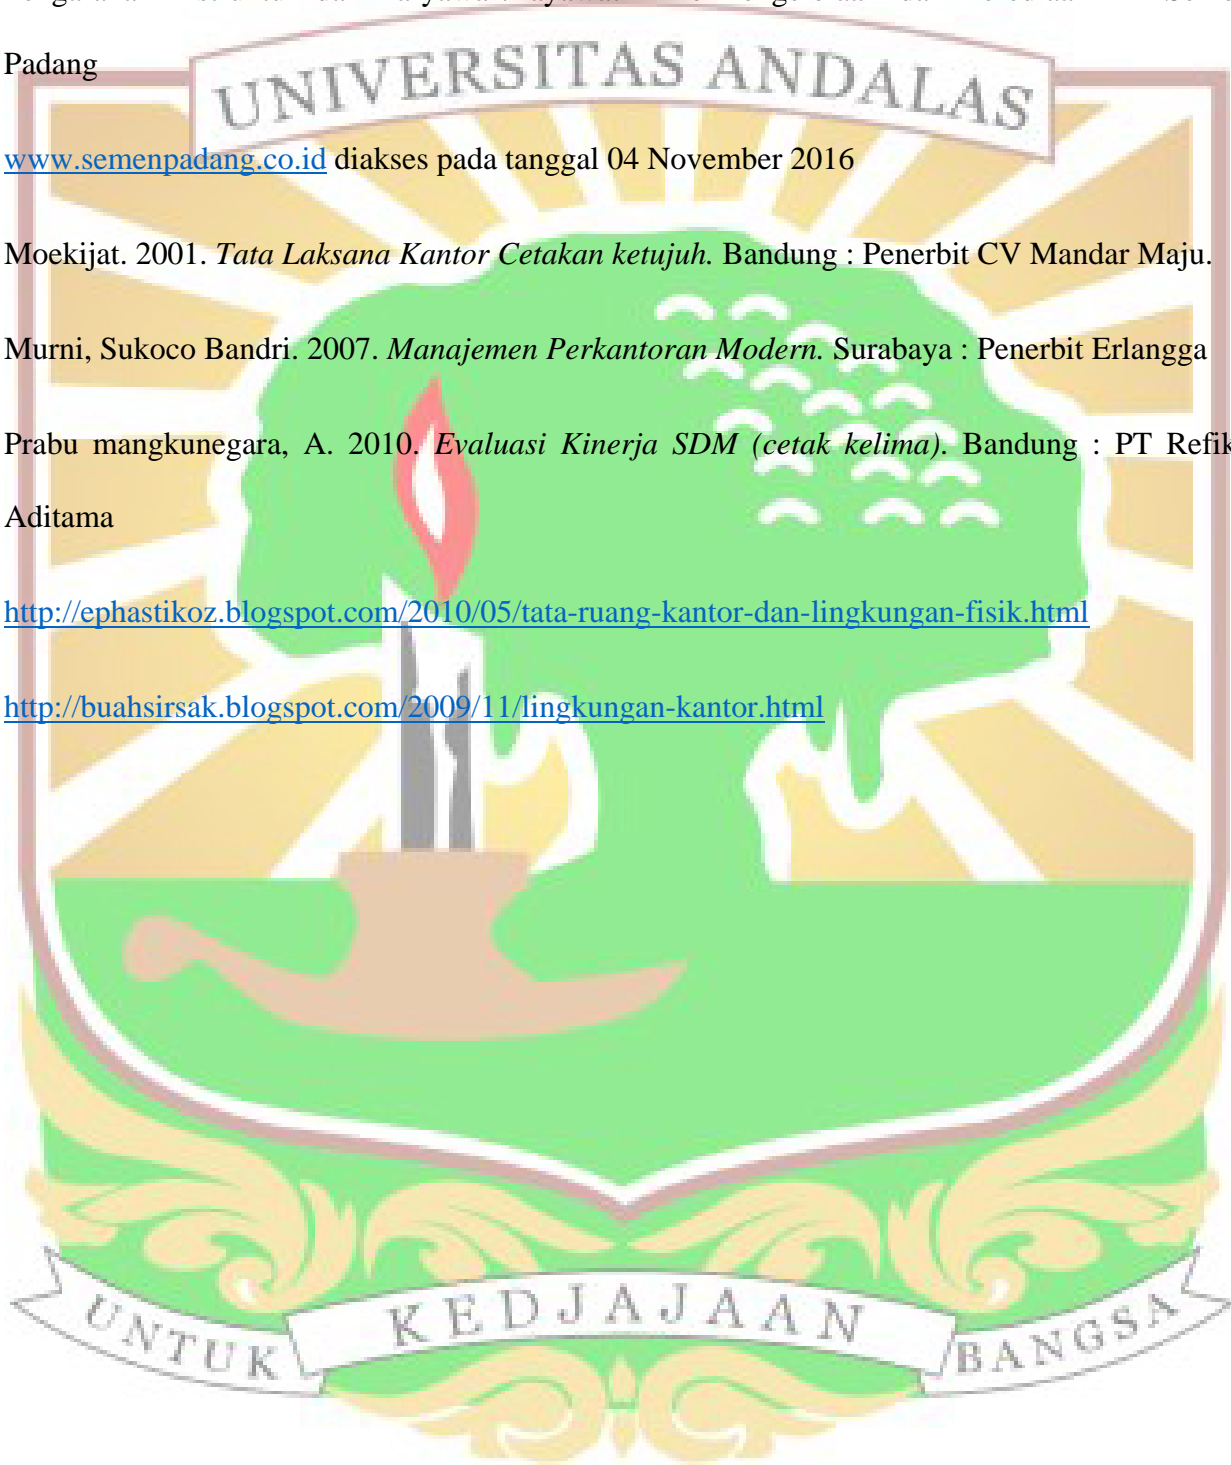 Padang
UNIVERSITAS ANDALAS
www.semenpadang.co.id diakses pada tanggal 04 November 2016
Moekijat. 2001. Tata Laksana Kantor Cetakan ketujuh. Bandung : Penerbit CV Mandar Maju.
Murni, Sukoco Bandri. 2007. Manajemen Perkantoran Modern. Surabaya : Penerbit Erlangga
Prabu mangkunegara, A. 2010. Evaluasi Kinerja SDM (cetak kelima). Bandung : PT Refik
Aditama
http://ephastikoz.blogspot.com/2010/05/tata-ruang-kantor-dan-lingkungan-fisik.html
http://buahsirsak.blogspot.com/2009/11/lingkungan-kantor.html
UNTUK KEDJAJAAN BANGSA